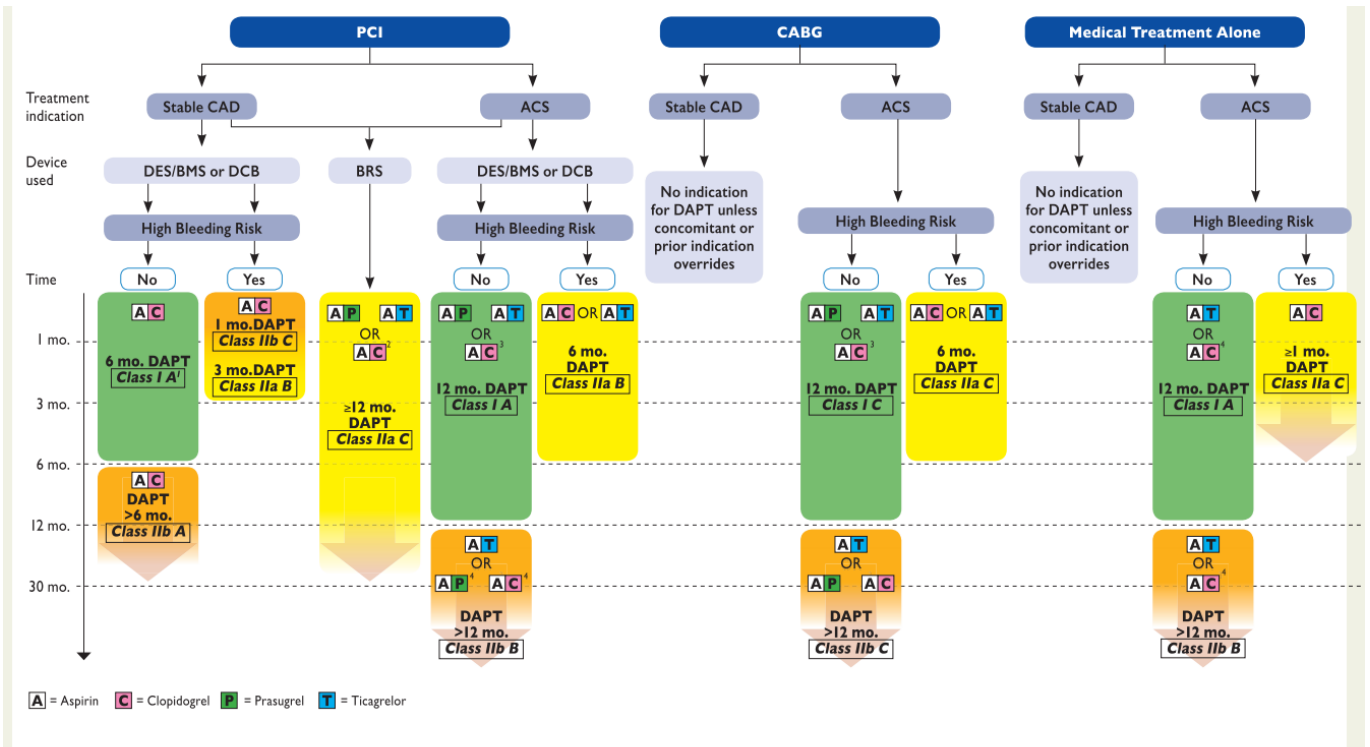 PCI
CABG
Medical Treatment Alone
Treatment
indication
Stable CAD
ACS
Stable CAD
ACS
Stable CAD
ACS
Device
used
DES/BMS or DCB
BRS
DES/BMS or DCB
No indication
for DAPT unless
concomitant or
prior indication
overrides
No indication
for DAPT unless
concomitant or
prior indication
overrides
High Bleeding Risk
High Bleeding Risk
High Bleeding Risk
High Bleeding Risk
Time
No
Yes
No
Yes
No
Yes
No
Yes
1 mo.
3 mo.
6 mo.
12 mo.
30 mo.
A C
6 mo. DAPT
Class I A¹
A C
DAPT
>6 mo.
Class IIb A
A C
1 mo.DAPT
Class IIb C
3 mo.DAPT
Class IIa B
A P A T
OR
A C ²
≥12 mo.
DAPT
Class IIa C
A P A T
OR
A C ³
12 mo. DAPT
Class I A
A T
OR
A P ⁴ A C ⁴
DAPT
>12 mo.
Class IIb B
A C OR A T
6 mo.
DAPT
Class IIa B
A P A T
OR
A C ³
12 mo. DAPT
Class I C
A T
OR
A P A C
DAPT
>12 mo.
Class IIb C
A C OR A T
6 mo.
DAPT
Class IIa C
A T
OR
A C ⁴
12 mo. DAPT
Class I A
A T
OR
A C ⁴
DAPT
>12 mo.
Class IIb B
A C
≥1 mo.
DAPT
Class IIa C
A = Aspirin C = Clopidogrel P = Prasugrel T = Ticagrelor